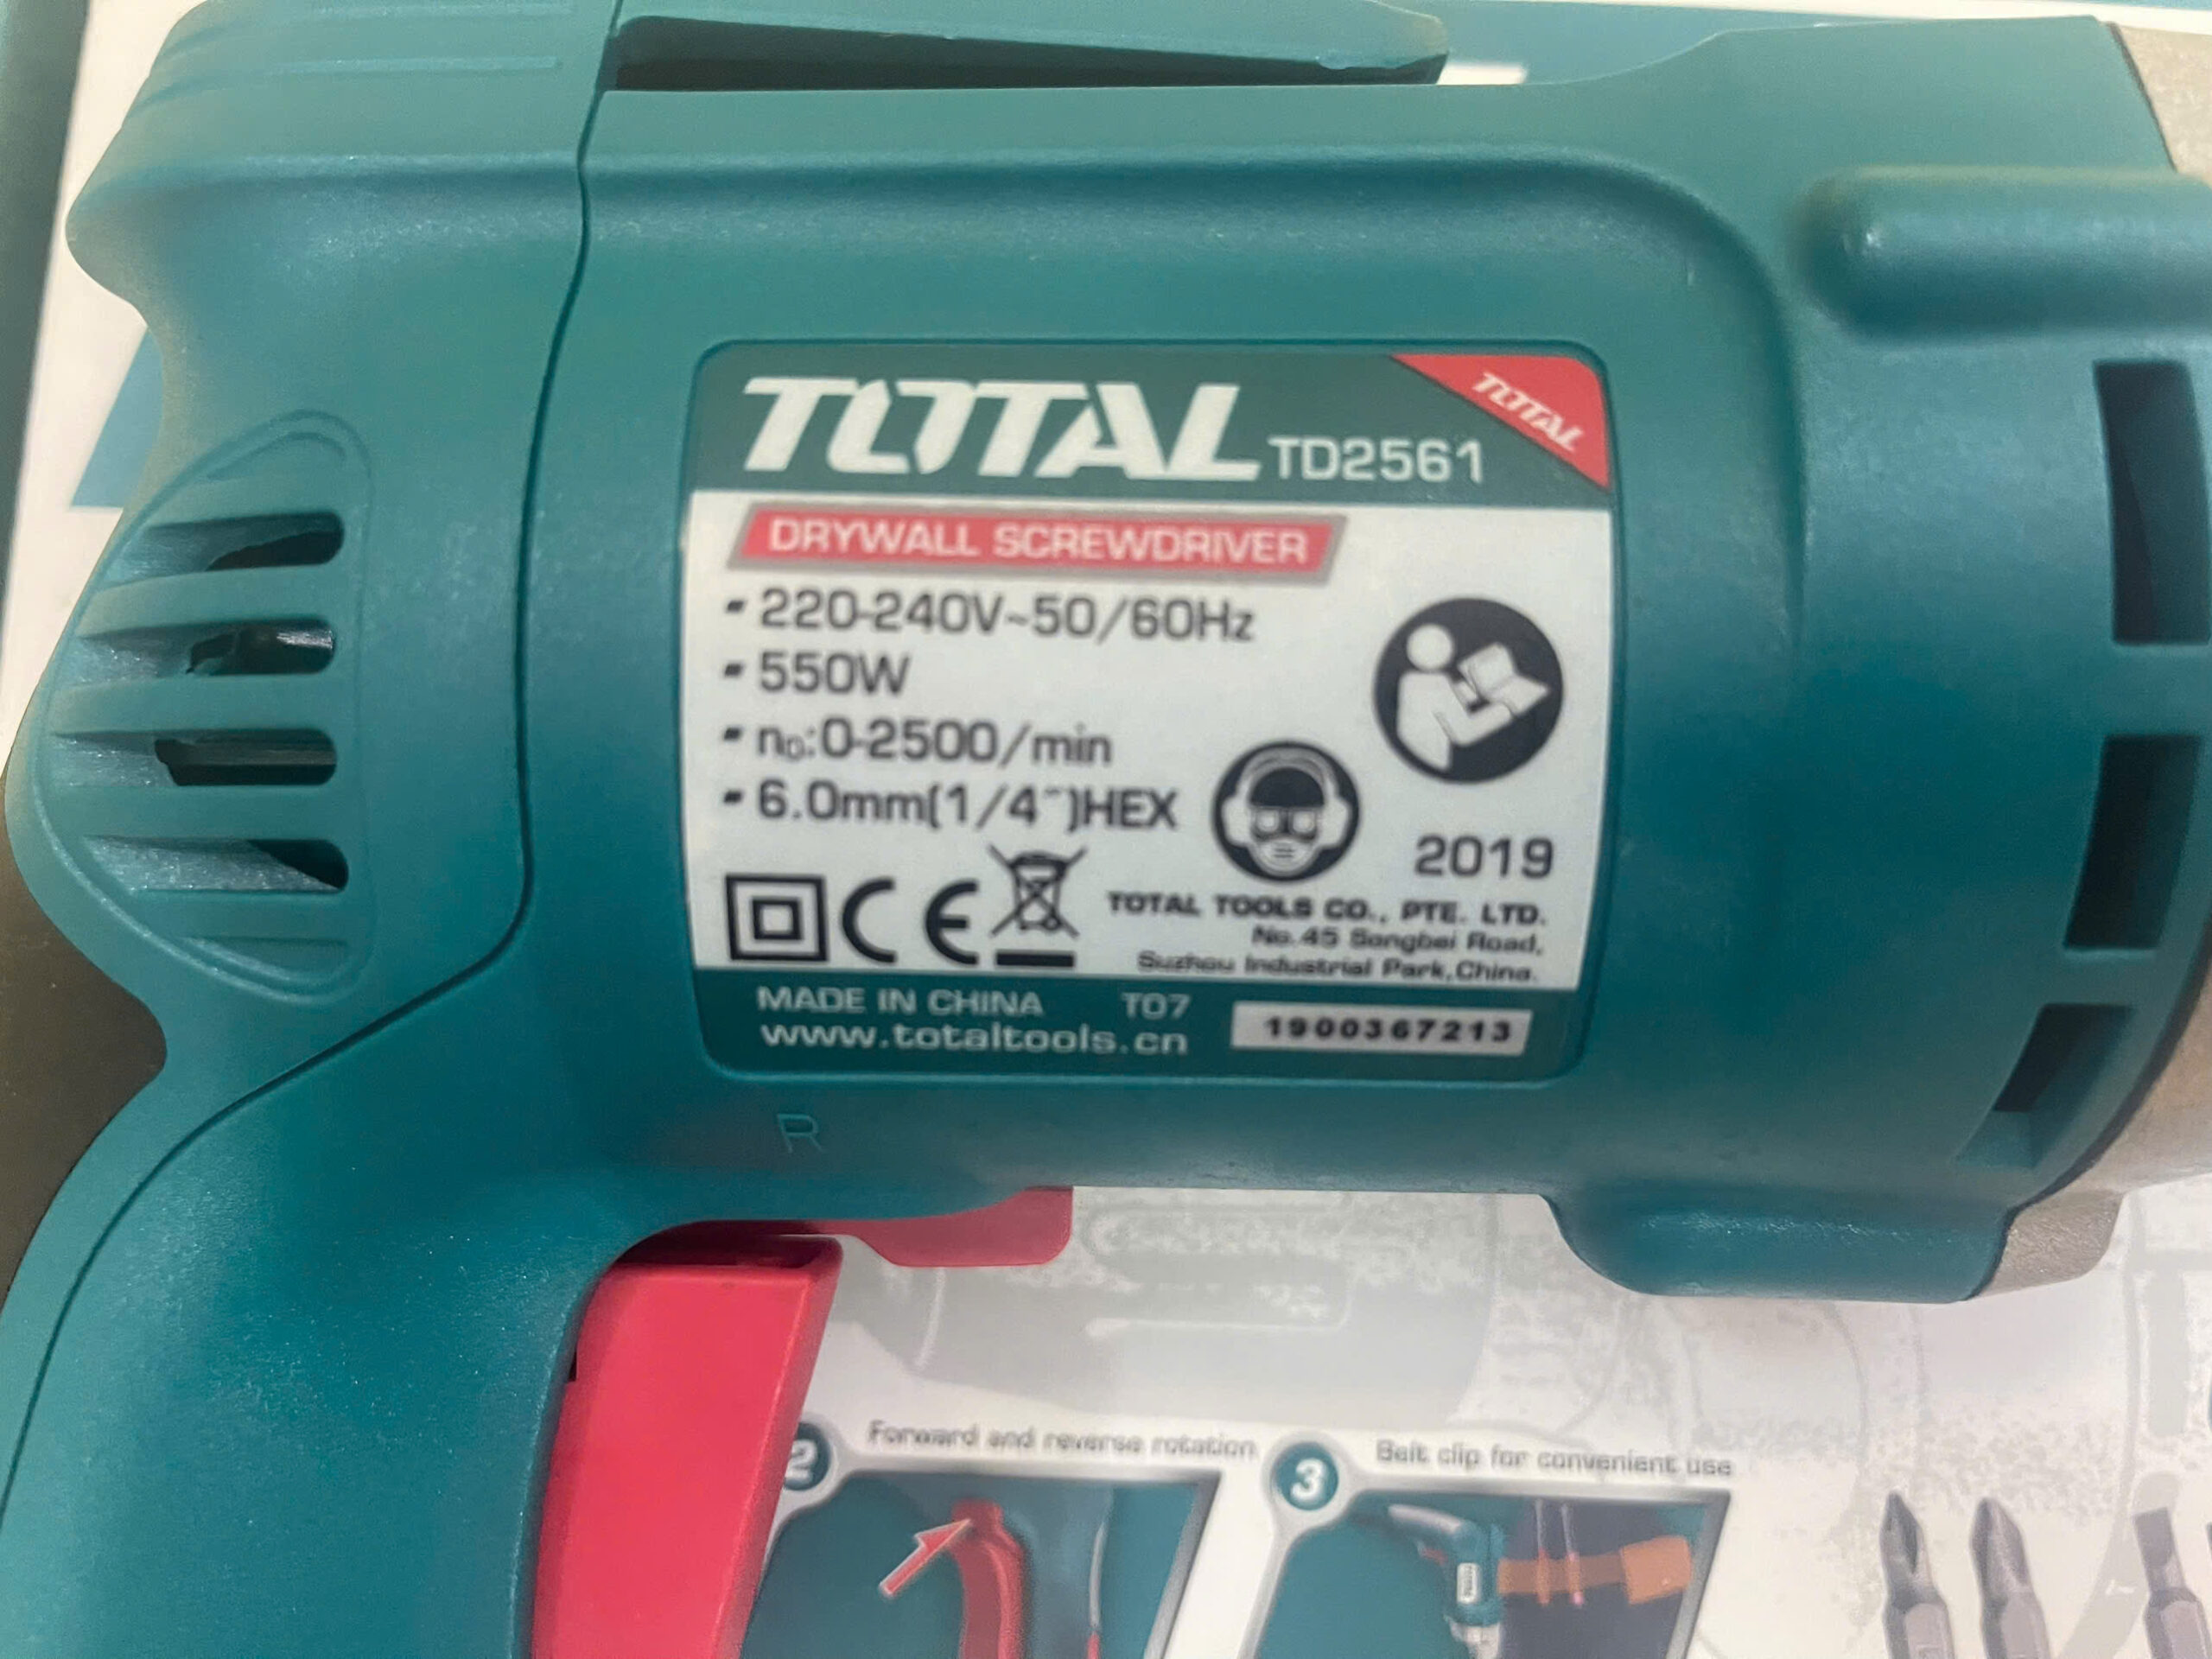 TOTAL TD2561
TOTAL
DRYWALL SCREWDRIVER
220-240V~50/60Hz
550W
n₀:0-2500/min
6.0mm(1/4")HEX
2019
CE
TOTAL TOOLS CO., PTE. LTD.
No.45 Songbei Road,
Suzhou Industrial Park,China.
MADE IN CHINA T07
www.totaltools.cn
1900367213
R
2 Forward and reverse rotation
3 Belt clip for convenient use